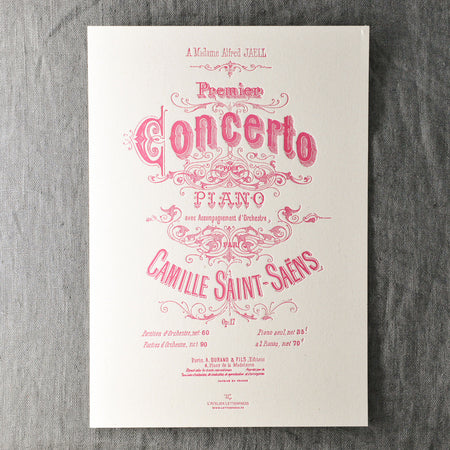 A Madame Alfred JAELL
Premier
Concerto
POUR
PIANO
avec Accompagnement d'Orchestre
PAR
CAMILLE SAINT-SAËNS
Op: 17
Partition d'Orchestre, net 60
Piano seul, net
Parties d'Orchestre, net 90
à 2 Pianos, net 70
Paris, A. DURAND & FILS, Editeurs
4, Place de la Madeleine
L'ATELIER LETTERPRESS